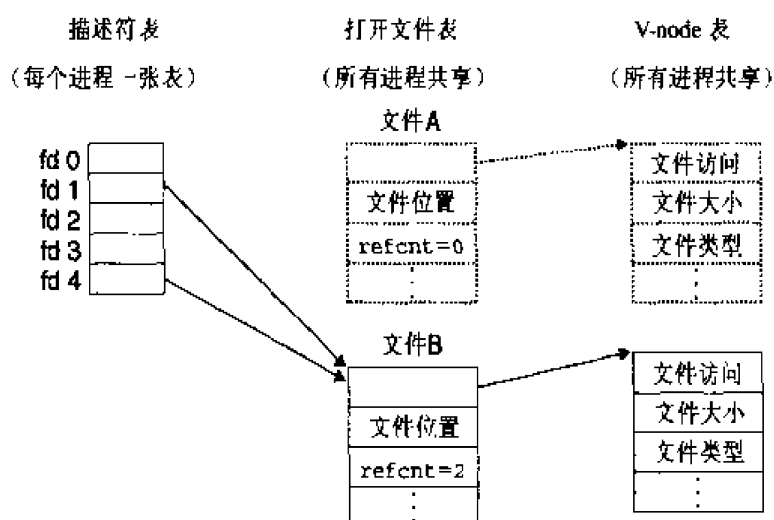 描述符表
打开文件表
V-node 表
（每个进程一张表）
（所有进程共享）
（所有进程共享）
文件A
fd 0
fd 1
fd 2
fd 3
fd 4
文件位置
refcnt=0
⋮
文件访问
文件大小
文件类型
⋮
文件B
文件位置
refcnt=2
⋮
文件访问
文件大小
文件类型
⋮